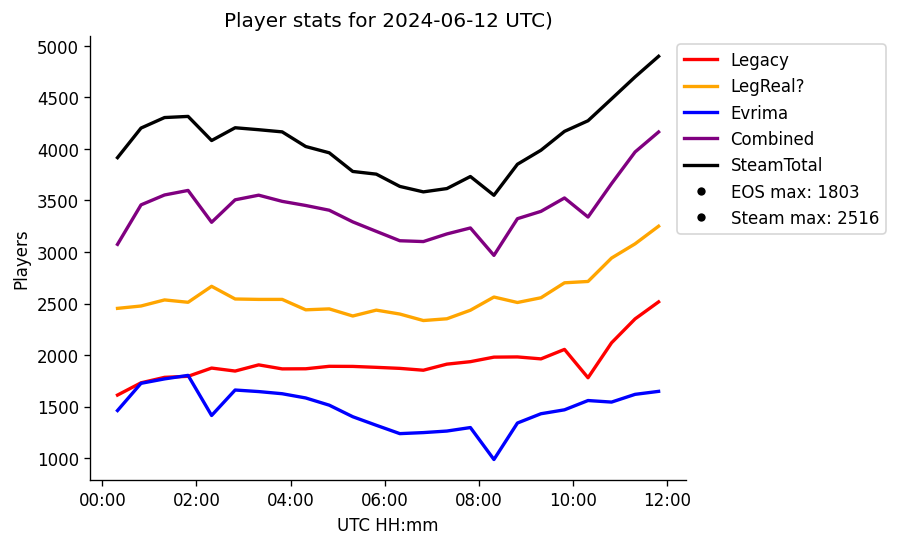 Player stats for 2024-06-12 UTC)
Players
5000
4500
4000
3500
3000
2500
2000
1500
1000
00:00 02:00 04:00 06:00 08:00 10:00 12:00
UTC HH:mm
Legacy
LegReal?
Evrima
Combined
SteamTotal
EOS max: 1803
Steam max: 2516